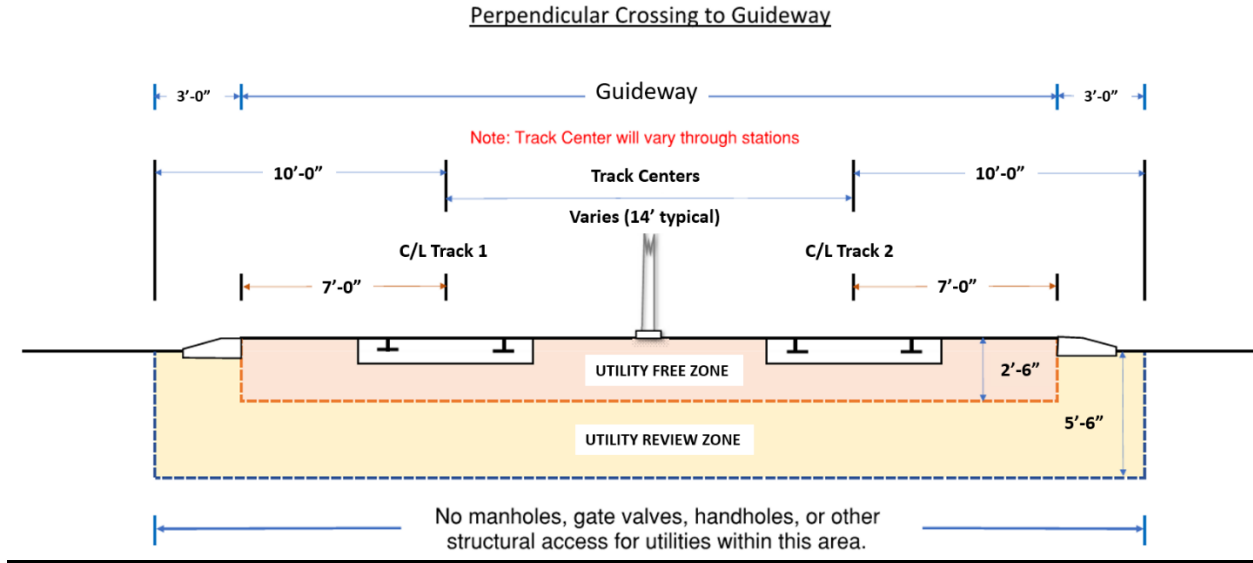 Perpendicular Crossing to Guideway
3’-0” Guideway 3’-0”
Note: Track Center will vary through stations
10’-0” Track Centers 10’-0”
Varies (14’ typical)
C/L Track 1 C/L Track 2
7’-0” 7’-0”
UTILITY FREE ZONE 2’-6”
5’-6”
UTILITY REVIEW ZONE
No manholes, gate valves, handholes, or other
structural access for utilities within this area.